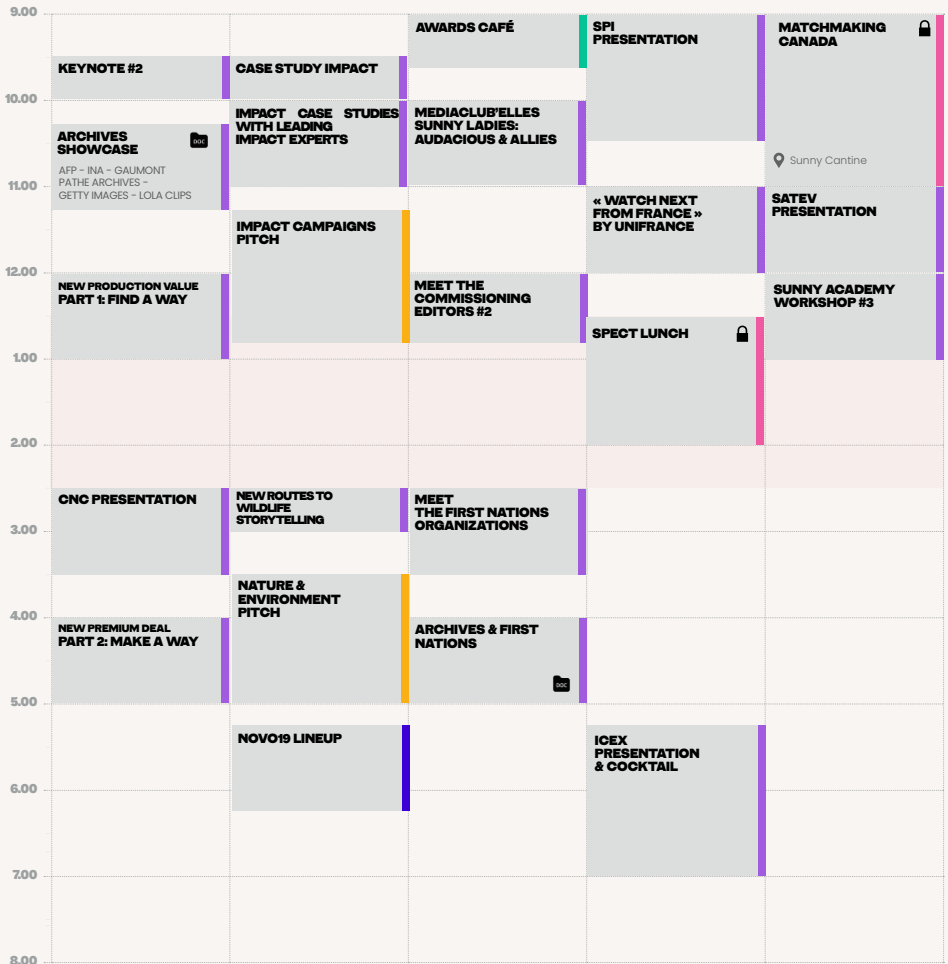 9.00
AWARDS CAFÉ
SPI
PRESENTATION
MATCHMAKING
CANADA
KEYNOTE #2
CASE STUDY IMPACT
10.00
IMPACT CASE STUDIES
WITH LEADING
IMPACT EXPERTS
MEDIACLUB'ELLES
SUNNY LADIES:
AUDACIOUS & ALLIES
ARCHIVES
SHOWCASE
DOC
AFP - INA - GAUMONT
PATHE ARCHIVES -
GETTY IMAGES - LOLA CLIPS
Sunny Cantine
11.00
« WATCH NEXT
FROM FRANCE »
BY UNIFRANCE
SATEV
PRESENTATION
IMPACT CAMPAIGNS
PITCH
12.00
NEW PRODUCTION VALUE
PART 1: FIND A WAY
MEET THE
COMMISSIONING
EDITORS #2
SUNNY ACADEMY
WORKSHOP #3
SPECT LUNCH
1.00
2.00
CNC PRESENTATION
NEW ROUTES TO
WILDLIFE
STORYTELLING
MEET
THE FIRST NATIONS
ORGANIZATIONS
3.00
NATURE &
ENVIRONMENT
PITCH
4.00
NEW PREMIUM DEAL
PART 2: MAKE A WAY
ARCHIVES & FIRST
NATIONS
DOC
5.00
NOVO19 LINEUP
ICEX
PRESENTATION
& COCKTAIL
6.00
7.00
8.00